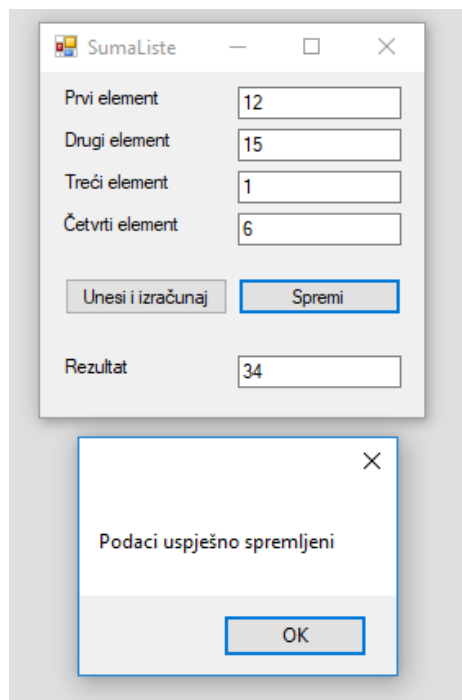 SumaListe
Prvi element 12
Drugi element 15
Treći element 1
Četvrti element 6
Unesi i izračunaj Spremi
Rezultat 34
Podaci uspješno spremljeni
OK